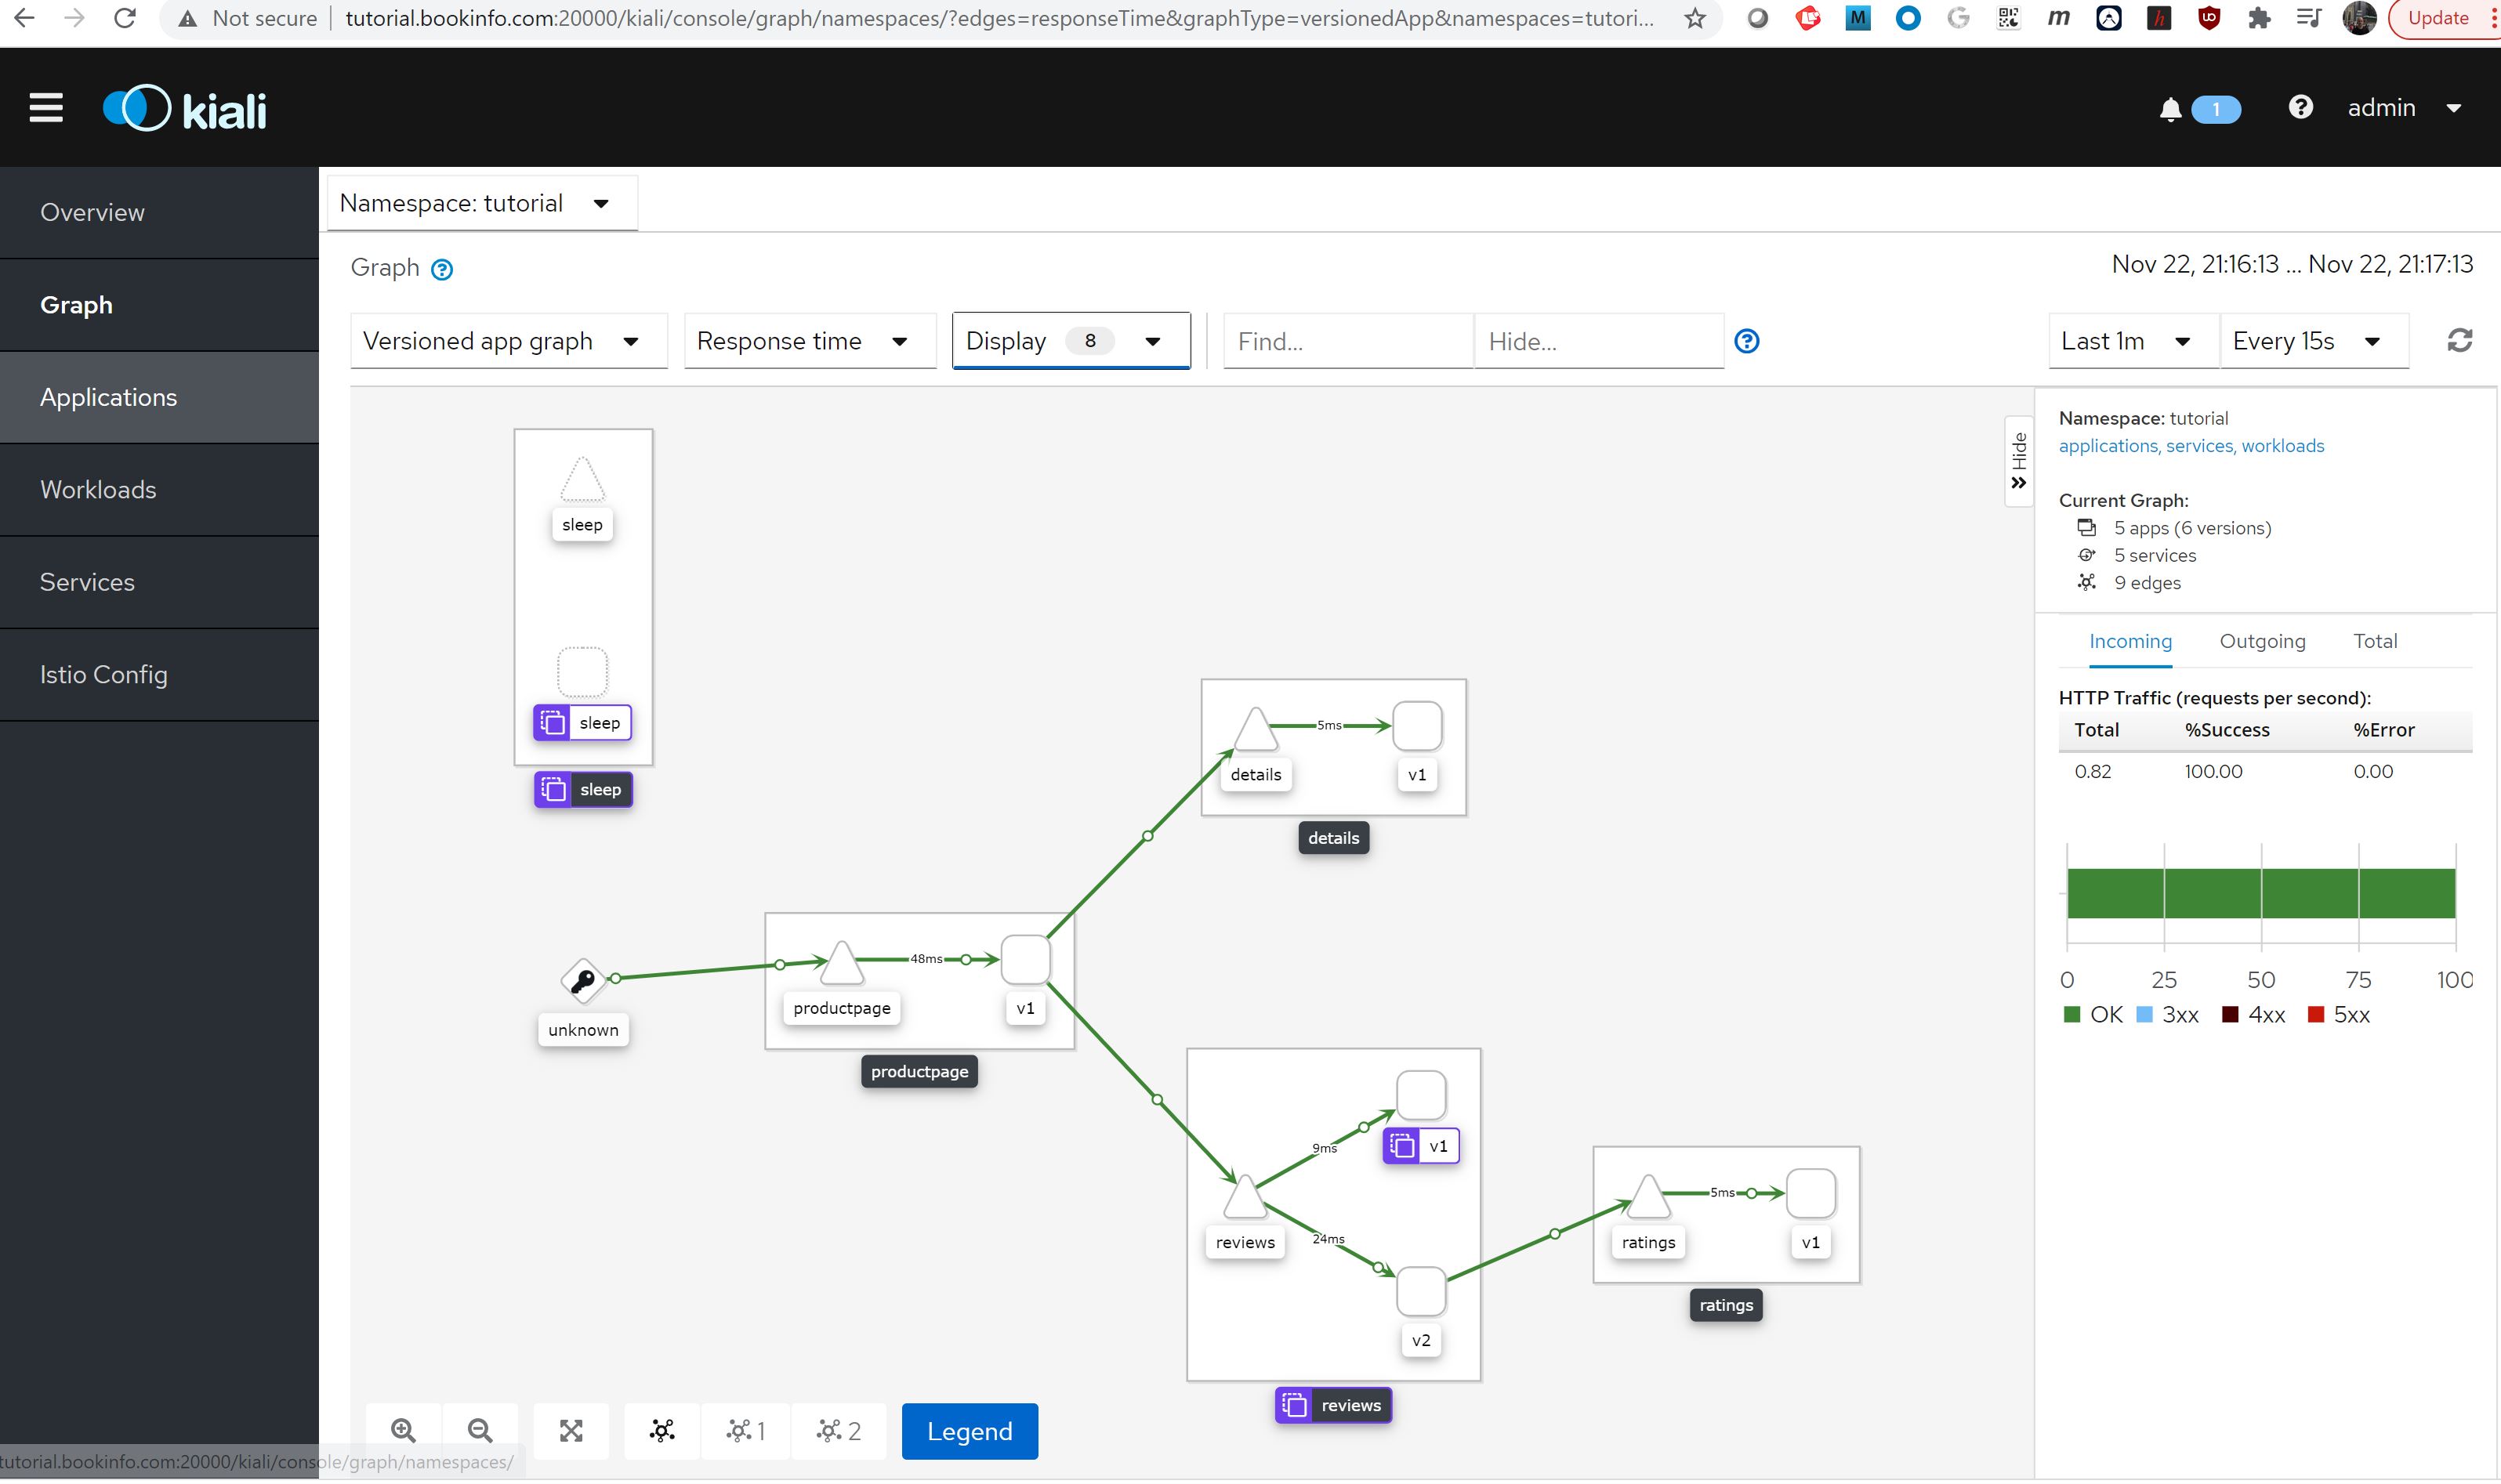 Not secure
tutorial.bookinfo.com:20000/kiali/console/graph/namespaces/?edges=responseTime&graphType=versionedApp&namespaces=tutori...
Update
kiali
1
admin
Overview
Graph
Applications
Workloads
Services
Istio Config
Namespace: tutorial
Graph
Nov 22, 21:16:13 ... Nov 22, 21:17:13
Versioned app graph
Response time
Display 8
Find...
Hide...
Last 1m
Every 15s
sleep
sleep
sleep
5ms
details
v1
details
48ms
productpage
v1
productpage
unknown
9ms
v1
reviews
24ms
v2
reviews
5ms
ratings
v1
ratings
Hide
Namespace: tutorial
applications, services, workloads
Current Graph:
5 apps (6 versions)
5 services
9 edges
Incoming Outgoing Total
HTTP Traffic (requests per second):
Total %Success %Error
0.82 100.00 0.00
0 25 50 75 100
OK 3xx 4xx 5xx
1
2
Legend
tutorial.bookinfo.com:20000/kiali/console/graph/namespaces/